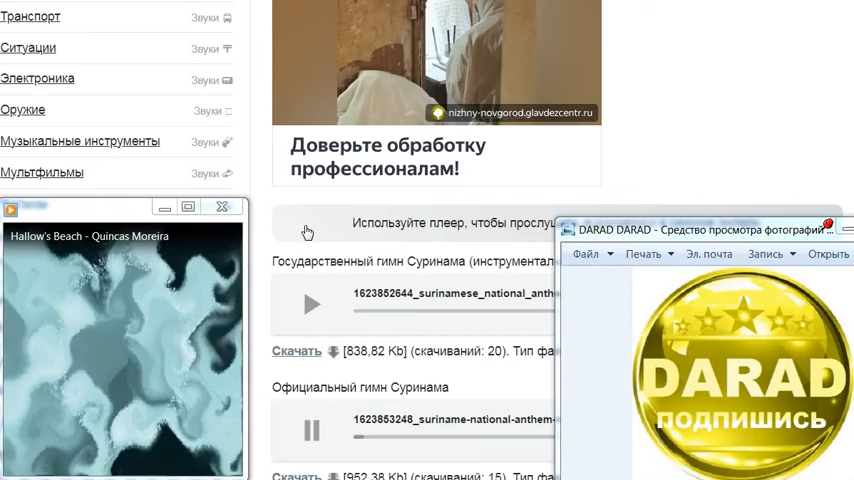 Транспорт
Звуки
Ситуации
Звуки
Электроника
Звуки
Оружие
Звуки
Музыкальные инструменты
Звуки
Мультфильмы
Звуки
nizhny-novgorod.glavdezcentr.ru
Доверьте обработку
профессионалам!
Используйте плеер, чтобы прослуш
Hallow's Beach - Quincas Moreira
DARAD DARAD - Средство просмотра фотографий ...
Файл Печать Эл. почта Запись Открыть
Государственный гимн Суринама (инструментал
1623852644_surinamese_national_anthe
Скачать [838,82 Kb] (cкачиваний: 20). Тип фа
Официальный гимн Суринама
1623853248_suriname-national-anthem-
Скачать [952,38 Kb] (cкачиваний: 15). Тип фа
DARAD
ПОДПИШИСЬ